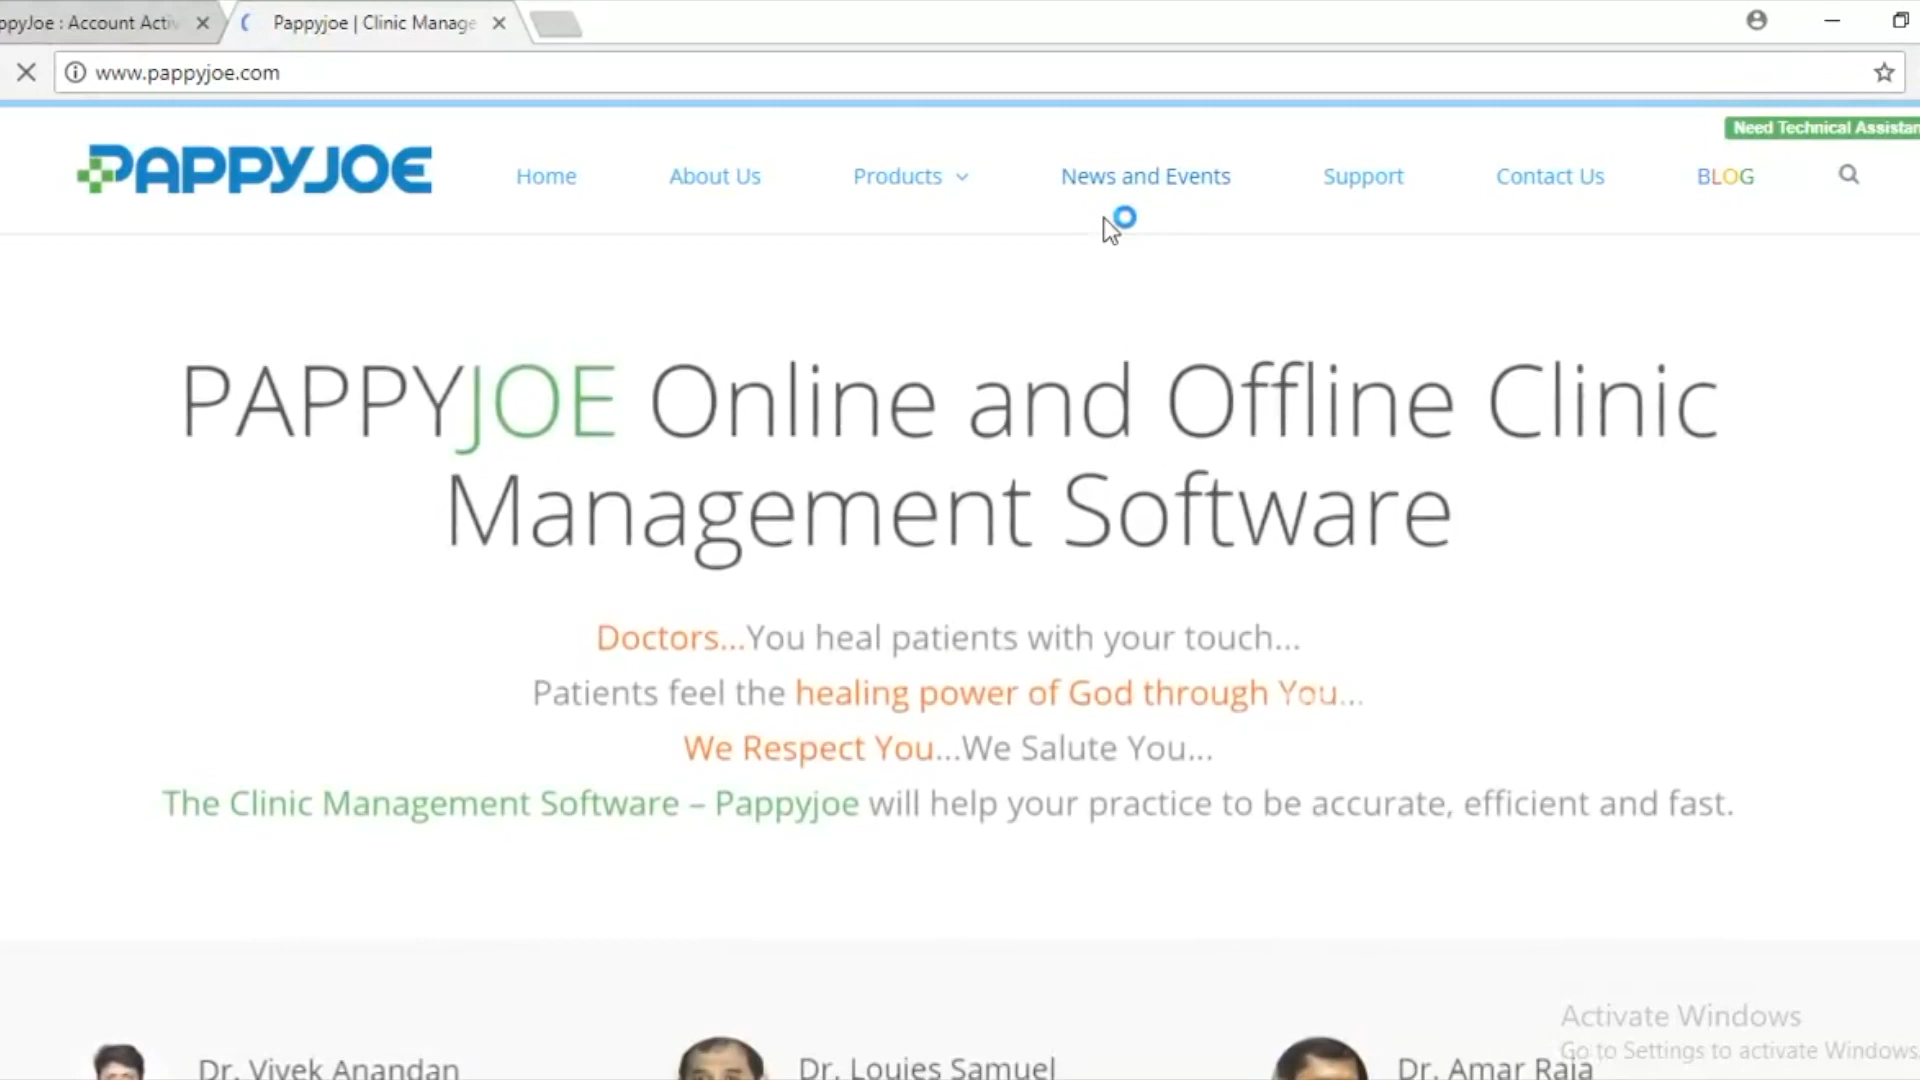 ppyJoe : Account Activ
Pappyjoe | Clinic Manage
www.pappyjoe.com
Need Technical Assistan
PAPPYJOE
Home
About Us
Products
News and Events
Support
Contact Us
BLOG
PAPPYJOE Online and Offline Clinic
Management Software
Doctors...You heal patients with your touch...
Patients feel the healing power of God through You...
We Respect You...We Salute You...
The Clinic Management Software – Pappyjoe will help your practice to be accurate, efficient and fast.
Activate Windows
Go to Settings to activate Windows.
Dr. Vivek Anandan
Dr. Louies Samuel
Dr. Amar Raja